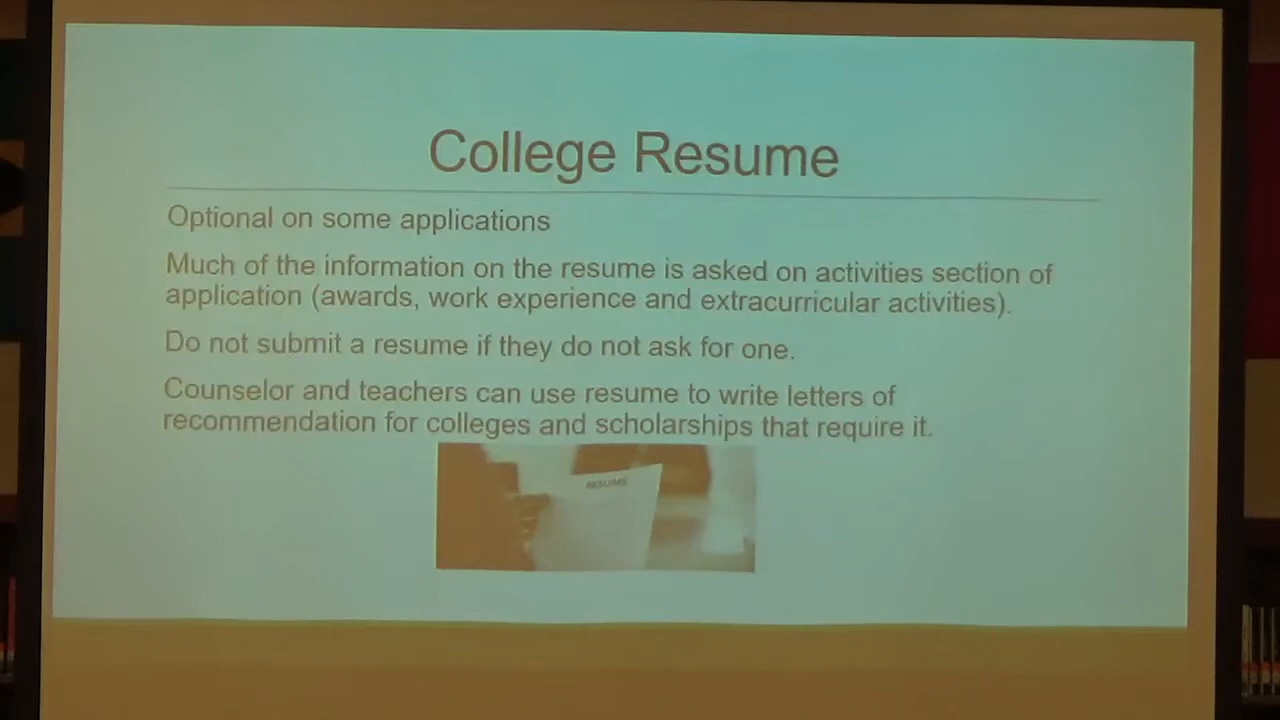 College Resume
Optional on some applications
Much of the information on the resume is asked on activities section of
application (awards, work experience and extracurricular activities).
Do not submit a resume if they do not ask for one.
Counselor and teachers can use resume to write letters of
recommendation for colleges and scholarships that require it.
RESUME